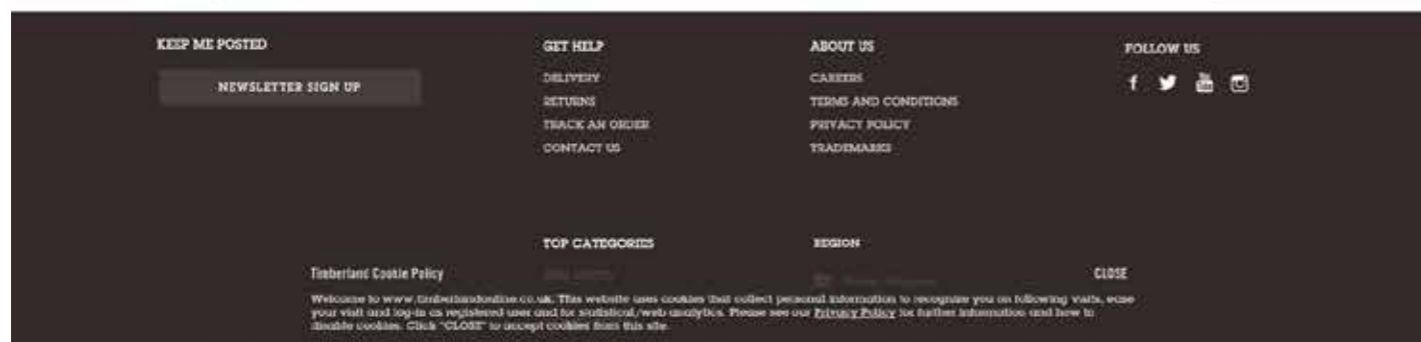 KEEP ME POSTED
NEWSLETTER SIGN UP
GET HELP
DELIVERY
RETURNS
TRACK AN ORDER
CONTACT US
ABOUT US
CAREERS
TERMS AND CONDITIONS
PRIVACY POLICY
TRADEMARKS
FOLLOW US
TOP CATEGORIES
REGION
Timberland Cookie Policy
CLOSE
Welcome to www.timberlandonline.co.uk. This website uses cookies that collect personal information to recognize you on following visits, ease
your visit and log-in as registered user and for statistical/web analytics. Please see our Privacy Policy for further information and how to
disable cookies. Click "CLOSE" to accept cookies from this site.